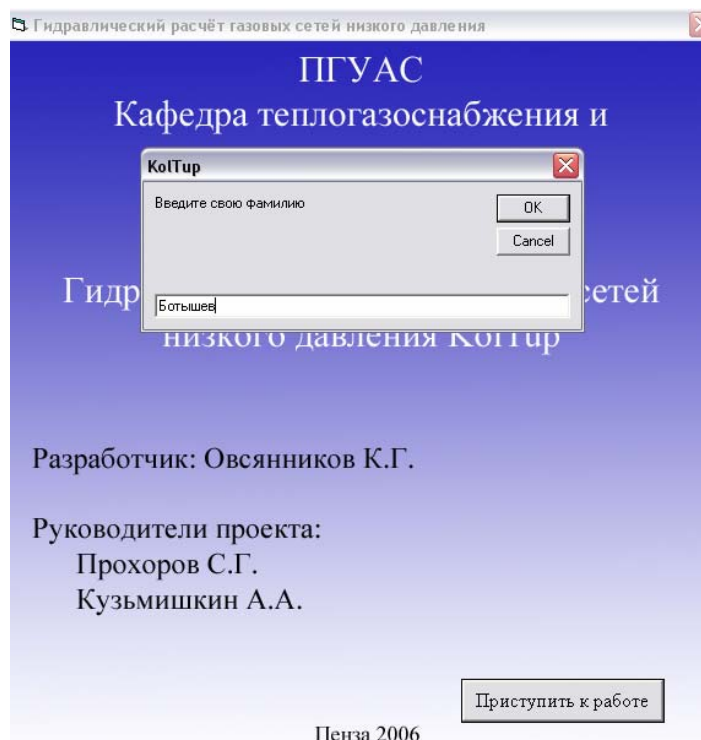 Гидравлический расчёт газовых сетей низкого давления
ПГУАС
Кафедра теплогазоснабжения и
KolTup
Введите свою фамилию
OK
Cancel
Ботышев
Гидр сетей
низкого давления KolTup
Разработчик: Овсянников К.Г.
Руководители проекта:
Прохоров С.Г.
Кузьмишкин А.А.
Приступить к работе
Пенза 2006